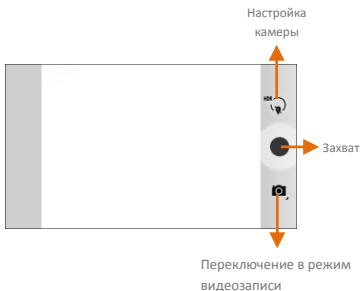 Настройка
камеры
HDR
Захват
Переключение в режим
видеозаписи